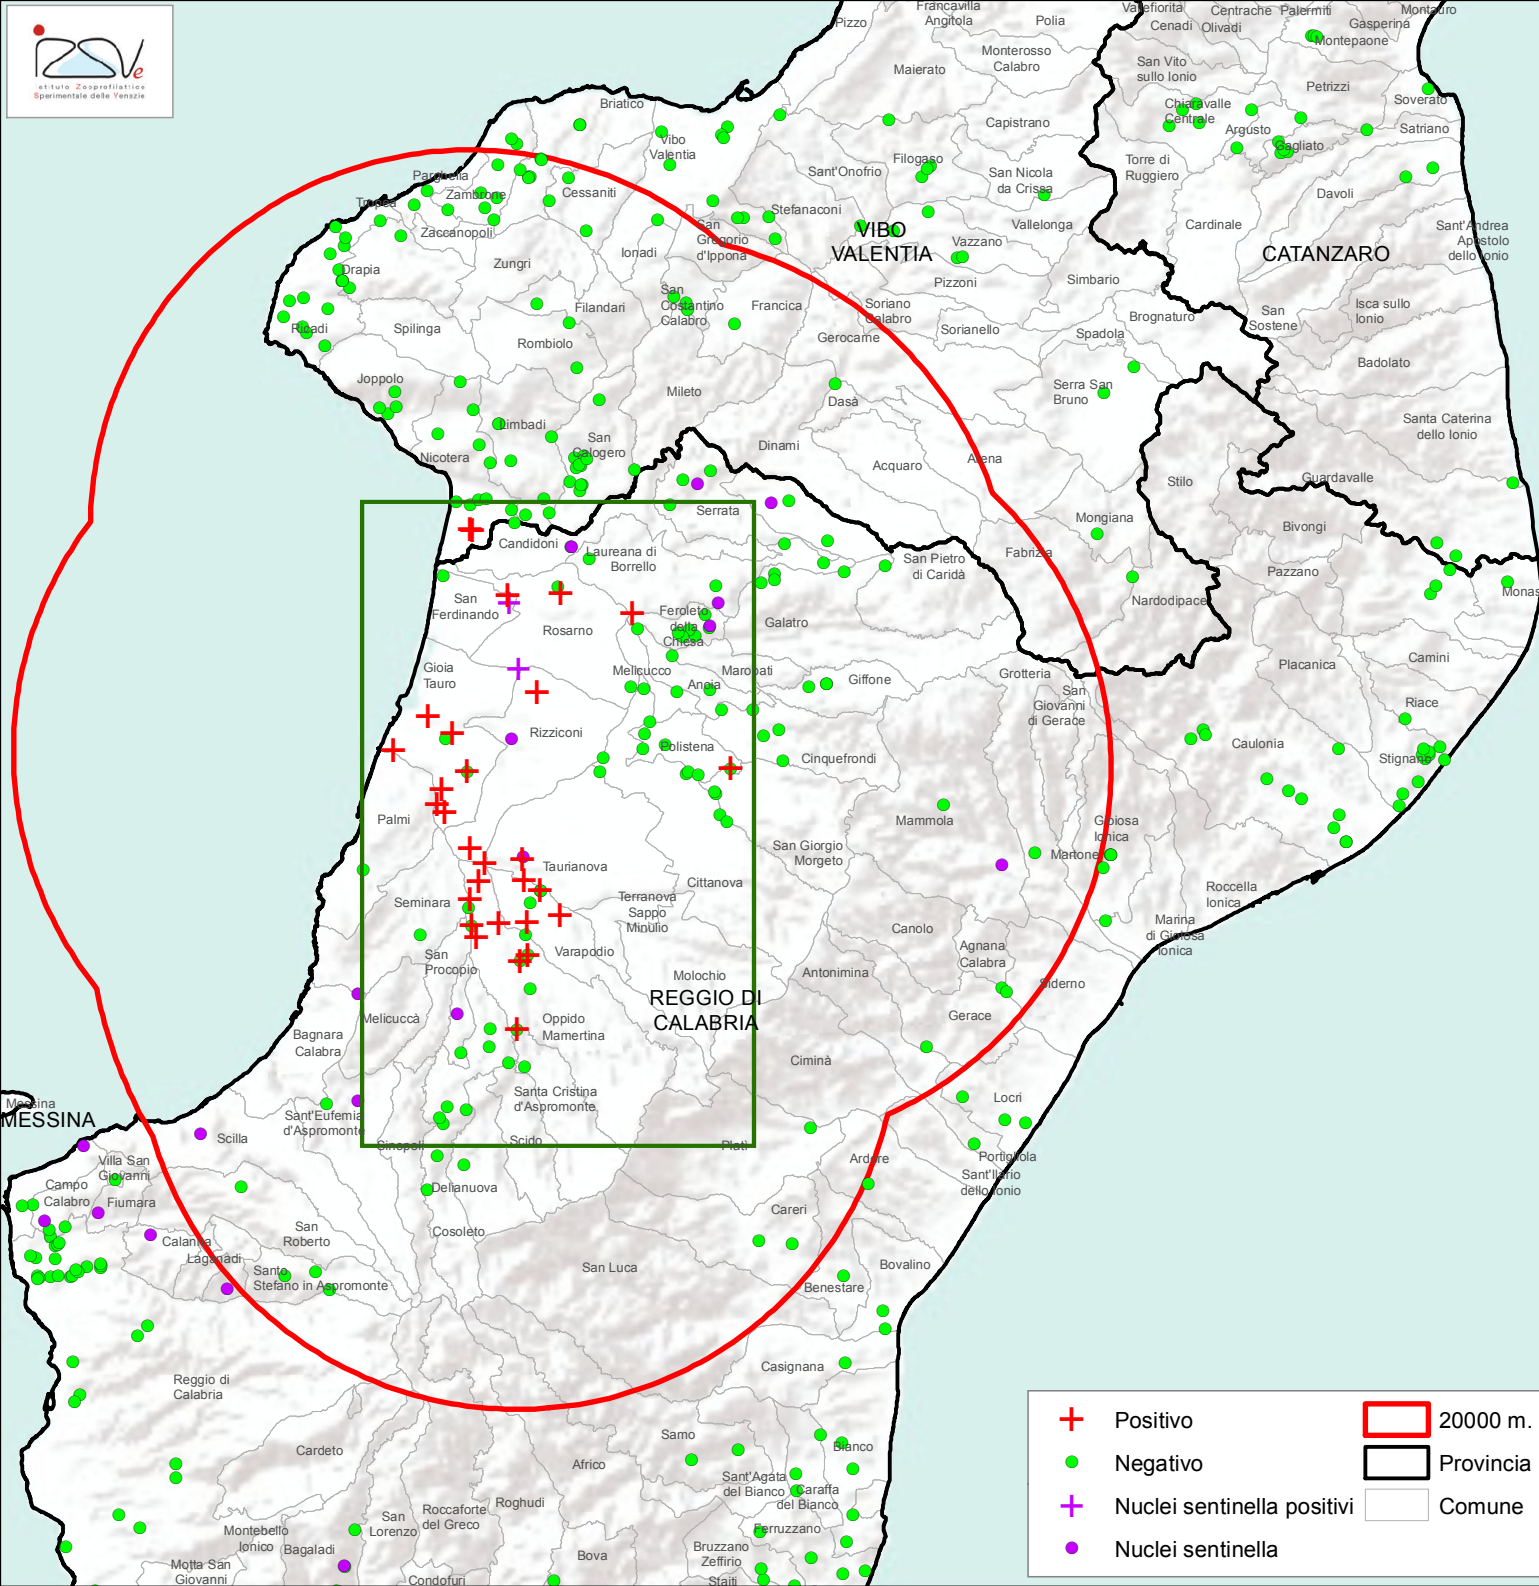 Istituto Zooprofilattico
Sperimentale delle Venezie
Pizzo
Francavilla
Angitola
Polia
Vallefiorita
Cenadi
Centrache
Olivadi
Palermiti
Gasperina
Montauro
Montepaone
Monterosso
Calabro
Maierato
San Vito
sullo Ionio
Petrizzi
Soverato
Briatico
Vibo
Valentia
Capistrano
Chiaravalle
Centrale
Argusto
Satriano
Gagliato
Sant'Onofrio
Filogaso
San Nicola
da Crissa
Torre di
Ruggiero
Parghelia
Zambrone
Cessaniti
Davoli
Tropea
Stefanaconi
Zaccanopoli
San
Gregorio
d'Ippona
VIBO
VALENTIA
Vallelonga
Cardinale
Sant'Andrea
Apostolo
dello Ionio
Ionadi
Vazzano
CATANZARO
Drapia
Zungri
Pizzoni
Simbario
San
Costantino
Calabro
Francica
Soriano
Calabro
Filandari
Brognaturo
San
Sostene
Isca sullo
Ionio
Ricadi
Spilinga
Rombiolo
Gerocarne
Sorianello
Spadola
Badolato
Joppolo
Mileto
Dasà
Serra San
Bruno
Limbadi
San
Calogero
Dinami
Santa Caterina
dello Ionio
Nicotera
Acquaro
Arena
Stilo
Guardavalle
Serrata
Mongiana
Bivongi
Candidoni
Laureana di
Borrello
San Pietro
di Caridà
Fabrizia
Pazzano
Nardodipace
Monas
San
Ferdinando
Feroleto
della
Chiesa
Rosarno
Galatro
Gioia
Tauro
Melicucco
Maropati
Anoia
Giffone
Grotteria
San
Giovanni
di Gerace
Placanica
Camini
Riace
Rizziconi
Polistena
Cinquefrondi
Caulonia
Stignano
Palmi
Mammola
Gioiosa
Ionica
San Giorgio
Morgeto
Martone
Taurianova
Cittanova
Seminara
Terranova
Sappo
Minulio
Roccella
Ionica
Canolo
Marina
di Gioiosa
Ionica
San
Procopio
Varapodio
Agnana
Calabra
Molochio
Antonimina
Siderno
REGGIO DI
CALABRIA
Melicuccà
Oppido
Mamertina
Gerace
Bagnara
Calabra
Ciminà
Messina
MESSINA
Sant'Eufemia
d'Aspromonte
Santa Cristina
d'Aspromonte
Locri
Scilla
Sinopoli
Scido
Platì
Ardore
Portigliola
Villa San
Giovanni
Sant'Ilario
dello Ionio
Campo
Calabro
Fiumara
Delianuova
Careri
San
Roberto
Cosoleto
Calanna
Laganadi
Santo
Stefano in Aspromonte
San Luca
Bovalino
Benestare
Casignana
Reggio di
Calabria
Cardeto
Samo
Bianco
Africo
Sant'Agata
del Bianco
Caraffa
del Bianco
Roghudi
Roccaforte
del Greco
San
Lorenzo
Montebello
Ionico
Bagaladi
Ferruzzano
Bruzzano
Zeffirio
Bova
Motta San
Giovanni
Condofuri
Staiti
Positivo
20000 m.
Negativo
Provincia
Nuclei sentinella positivi
Comune
Nuclei sentinella